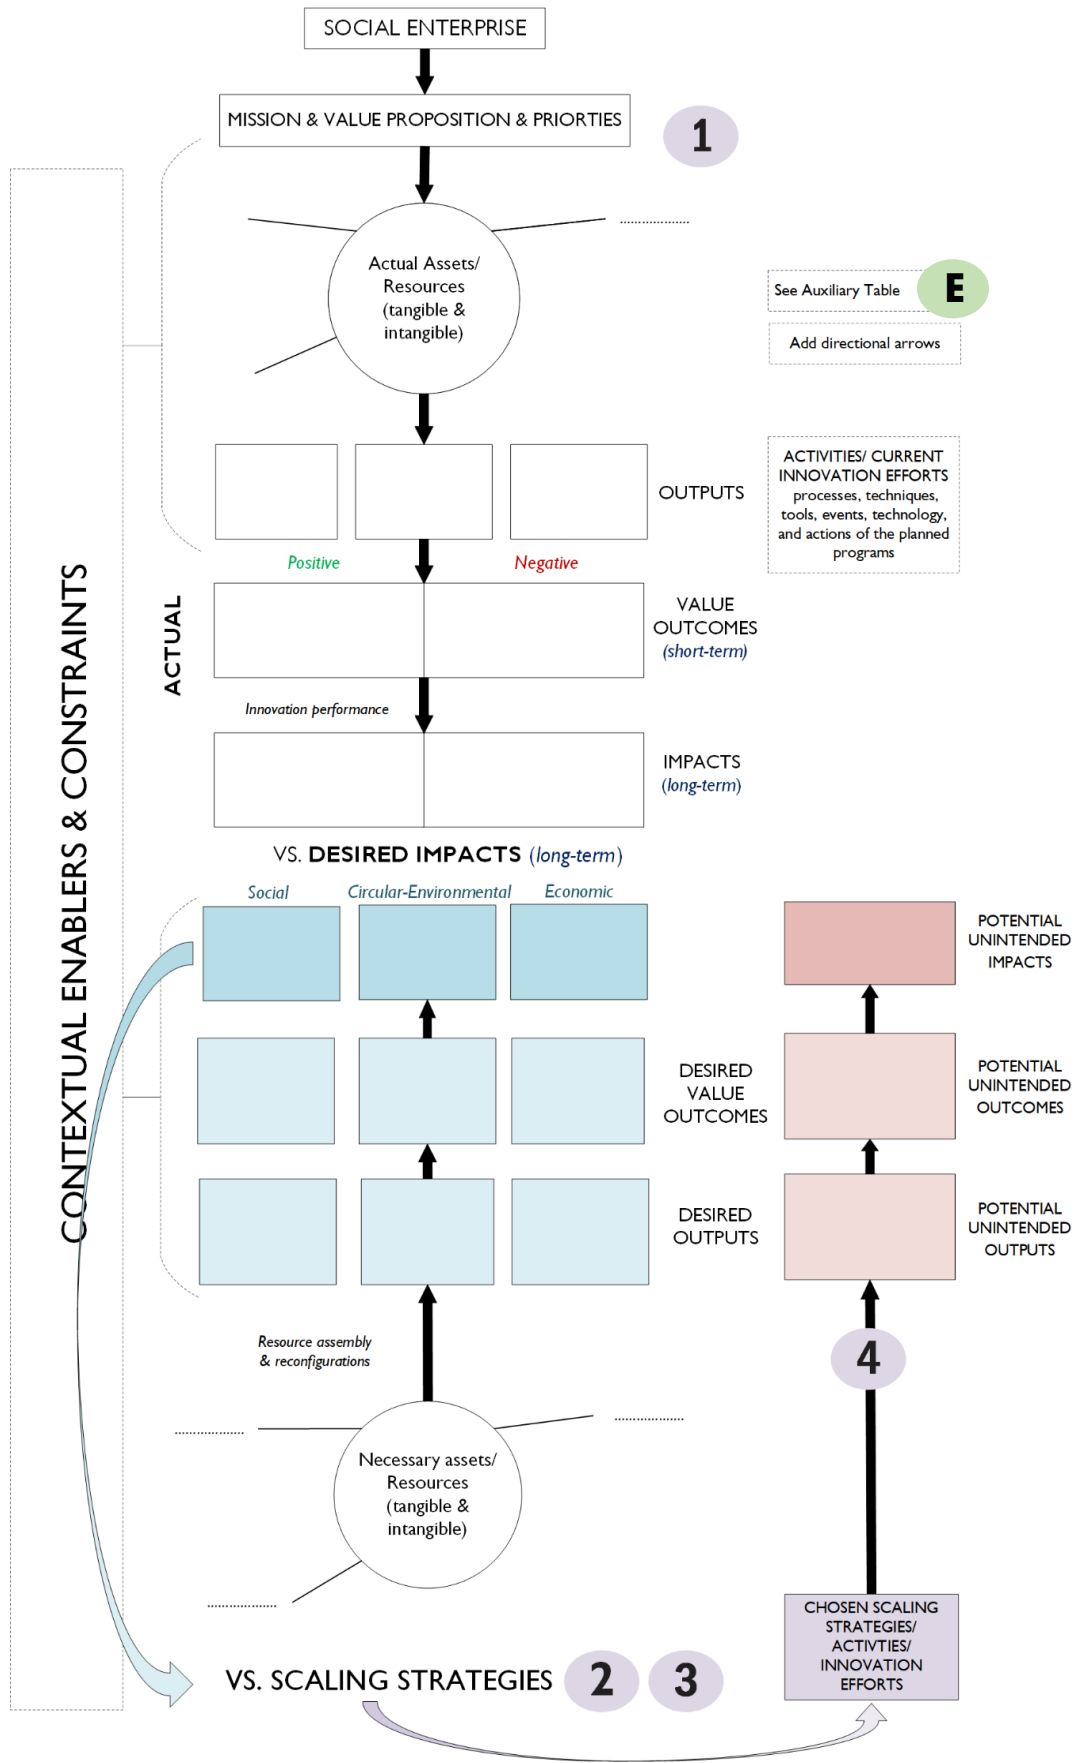 SOCIAL ENTERPRISE
MISSION & VALUE PROPOSITION & PRIORTIES
1
..................
Actual Assets/
Resources
(tangible &
intangible)
See Auxiliary Table
E
Add directional arrows
OUTPUTS
ACTIVITIES/ CURRENT
INNOVATION EFFORTS
processes, techniques,
tools, events, technology,
and actions of the planned
programs
Positive
Negative
VALUE
OUTCOMES
(short-term)
ACTUAL
CONTEXTUAL ENABLERS & CONSTRAINTS
Innovation performance
IMPACTS
(long-term)
VS. DESIRED IMPACTS (long-term)
Social
Circular-Environmental
Economic
POTENTIAL
UNINTENDED
IMPACTS
DESIRED
VALUE
OUTCOMES
POTENTIAL
UNINTENDED
OUTCOMES
DESIRED
OUTPUTS
POTENTIAL
UNINTENDED
OUTPUTS
Resource assembly
& reconfigurations
4
..................
..................
Necessary assets/
Resources
(tangible &
intangible)
..................
CHOSEN SCALING
STRATEGIES/
ACTIVTIES/
INNOVATION
EFFORTS
VS. SCALING STRATEGIES
2
3